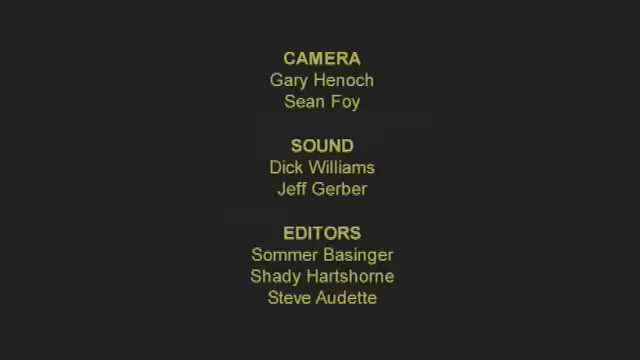 CAMERA
Gary Henoch
Sean Foy
SOUND
Dick Williams
Jeff Gerber
EDITORS
Sommer Basinger
Shady Hartshorne
Steve Audette